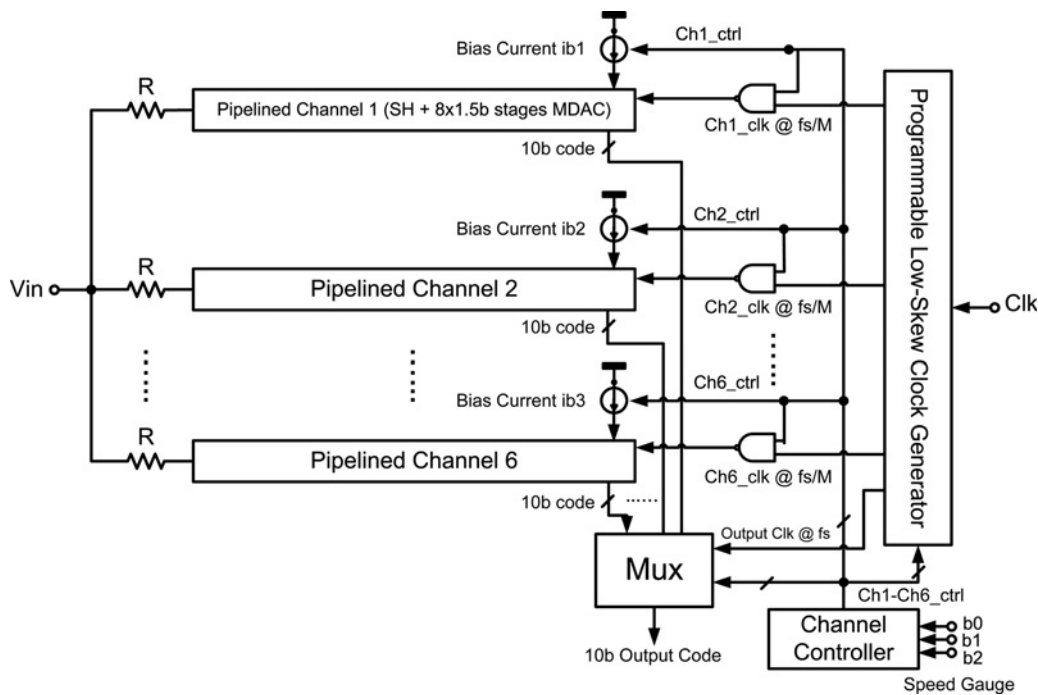 Ch1_ctrl
Bias Current ib1
R
Pipelined Channel 1 (SH + 8x1.5b stages MDAC)
Ch1_clk @ fs/M
10b code
Ch2_ctrl
Bias Current ib2
R
Vin
Pipelined Channel 2
Ch2_clk @ fs/M
10b code
Programmable Low-Skew Clock Generator
Clk
Ch6_ctrl
Bias Current ib3
R
Pipelined Channel 6
Ch6_clk @ fs/M
10b code
Output Clk @ fs
Mux
Ch1-Ch6_ctrl
Channel
Controller
b0
b1
b2
10b Output Code
Speed Gauge